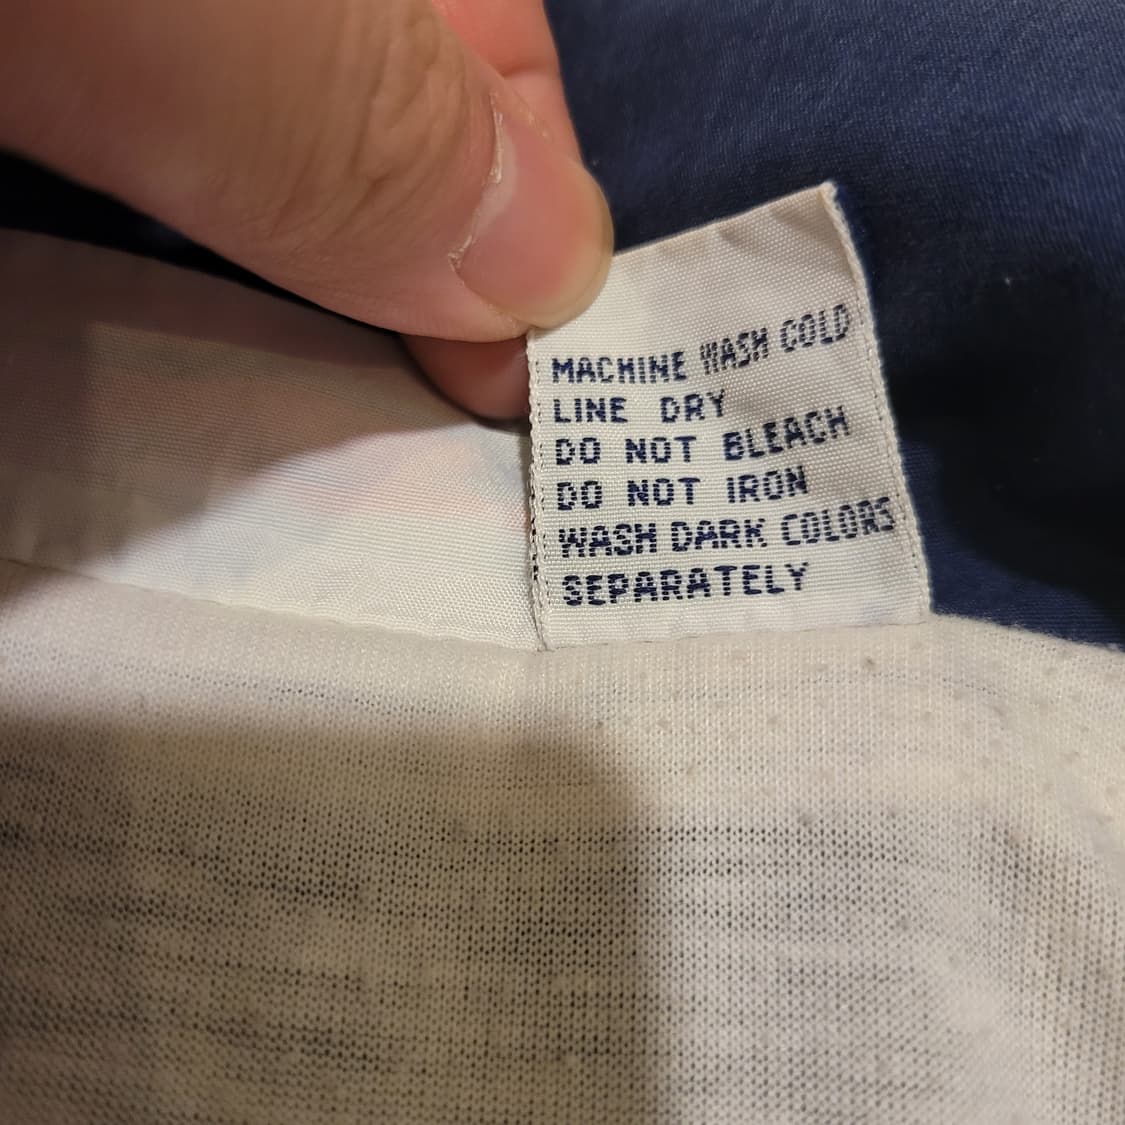 MACHINE WASH COLD
LINE DRY
DO NOT BLEACH
DO NOT IRON
WASH DARK COLORS
SEPARATELY